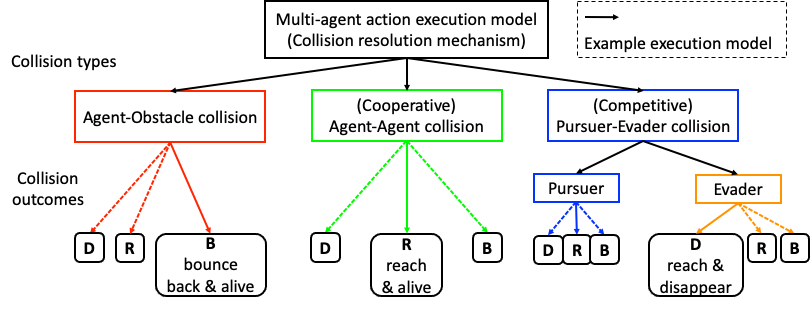 Multi-agent action execution model
(Collision resolution mechanism)
Example execution model
Collision types
Agent-Obstacle collision
(Cooperative)
Agent-Agent collision
(Competitive)
Pursuer-Evader collision
Collision
outcomes
Pursuer
Evader
D
R
B
bounce
back & alive
D
R
reach
& alive
B
D
R
B
D
reach &
disappear
R
B